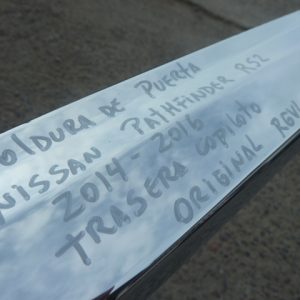 MOLDURA DE PUERTA
NISSAN PATHFINDER R52
2014-2016
TRASERA COPILOTO
ORIGINAL